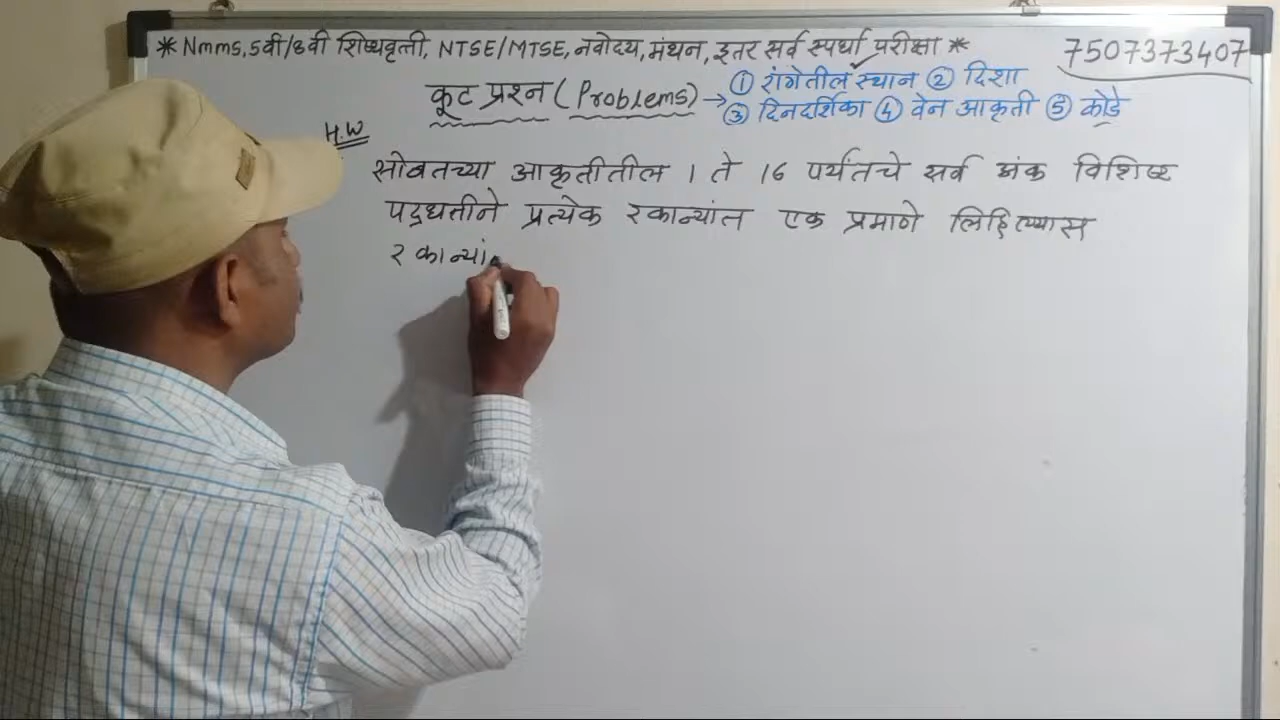 * Nmms, 5वी/8वी शिष्यवृत्ती, NTSE/MTSE, नवोदय, मंथन, इतर सर्व स्पर्धा परीक्षा *
7507373407
कूट प्रश्न (Problems) → ① रांगेतील स्थान ② दिशा
③ दिनदर्शिका ④ वेन आकृती ⑤ कोडे
H.W
सोबतच्या आकृतीतील 1 ते 16 पर्यंतचे सर्व अंक विशिष्ट
पद्धतीने प्रत्येक रकान्यांत एक प्रमाणे लिहिल्यास
रकान्यां